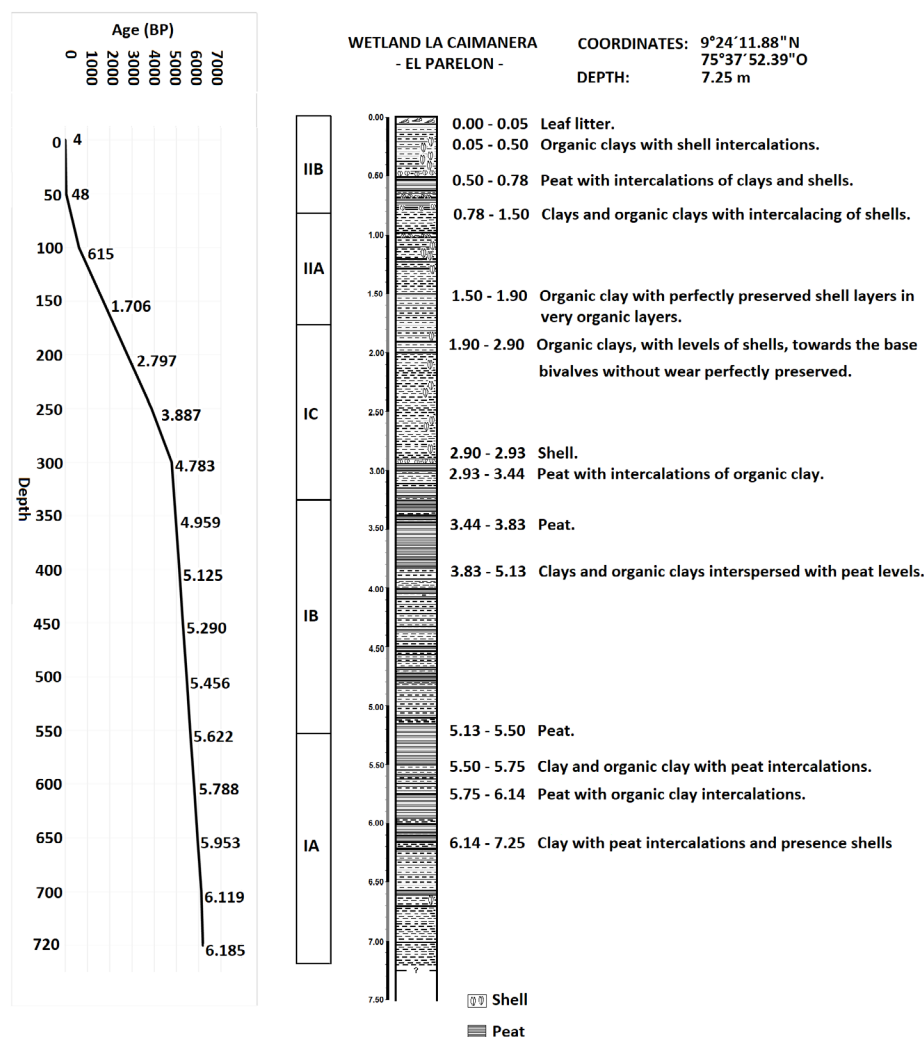 Age (BP)
0
1000
2000
3000
4000
5000
6000
7000
WETLAND LA CAIMANERA
- EL PARELON -
COORDINATES: 9°24´11.88"N
75°37´52.39"O
DEPTH: 7.25 m
Depth
0
50
100
150
200
250
300
350
400
450
500
550
600
650
700
720
4
48
615
1.706
2.797
3.887
4.783
4.959
5.125
5.290
5.456
5.622
5.788
5.953
6.119
6.185
IIB
IIA
IC
IB
IA
0.00
0.50
1.00
1.50
2.00
2.50
3.00
3.50
4.00
4.50
5.00
5.50
6.00
6.50
7.00
7.50
?
0.00 - 0.05 Leaf litter.
0.05 - 0.50 Organic clays with shell intercalations.
0.50 - 0.78 Peat with intercalations of clays and shells.
0.78 - 1.50 Clays and organic clays with intercalacing of shells.
1.50 - 1.90 Organic clay with perfectly preserved shell layers in
very organic layers.
1.90 - 2.90 Organic clays, with levels of shells, towards the base
bivalves without wear perfectly preserved.
2.90 - 2.93 Shell.
2.93 - 3.44 Peat with intercalations of organic clay.
3.44 - 3.83 Peat.
3.83 - 5.13 Clays and organic clays interspersed with peat levels.
5.13 - 5.50 Peat.
5.50 - 5.75 Clay and organic clay with peat intercalations.
5.75 - 6.14 Peat with organic clay intercalations.
6.14 - 7.25 Clay with peat intercalations and presence shells
Shell
Peat